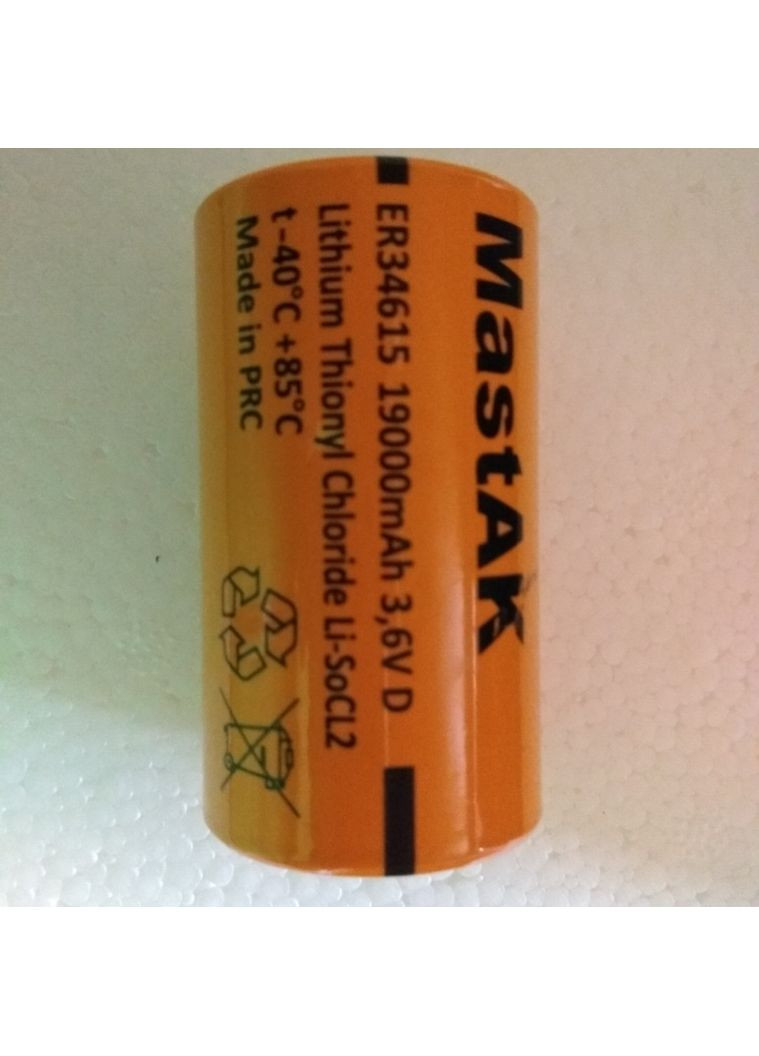 MastAK
ER34615 19000mAh 3,6V D
Lithium Thionyl Chloride Li-SoCL2
t-40°C +85°C
Made in PRC